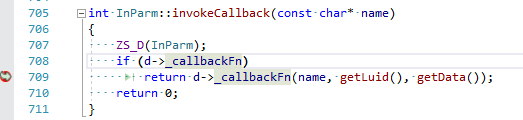 704
705 int InParm::invokeCallback(const char* name)
706 {
707 ZS_D(InParm);
708 if (d->_callbackFn)
709 return d->_callbackFn(name, getLuid(), getData());
710 return 0;
711 }